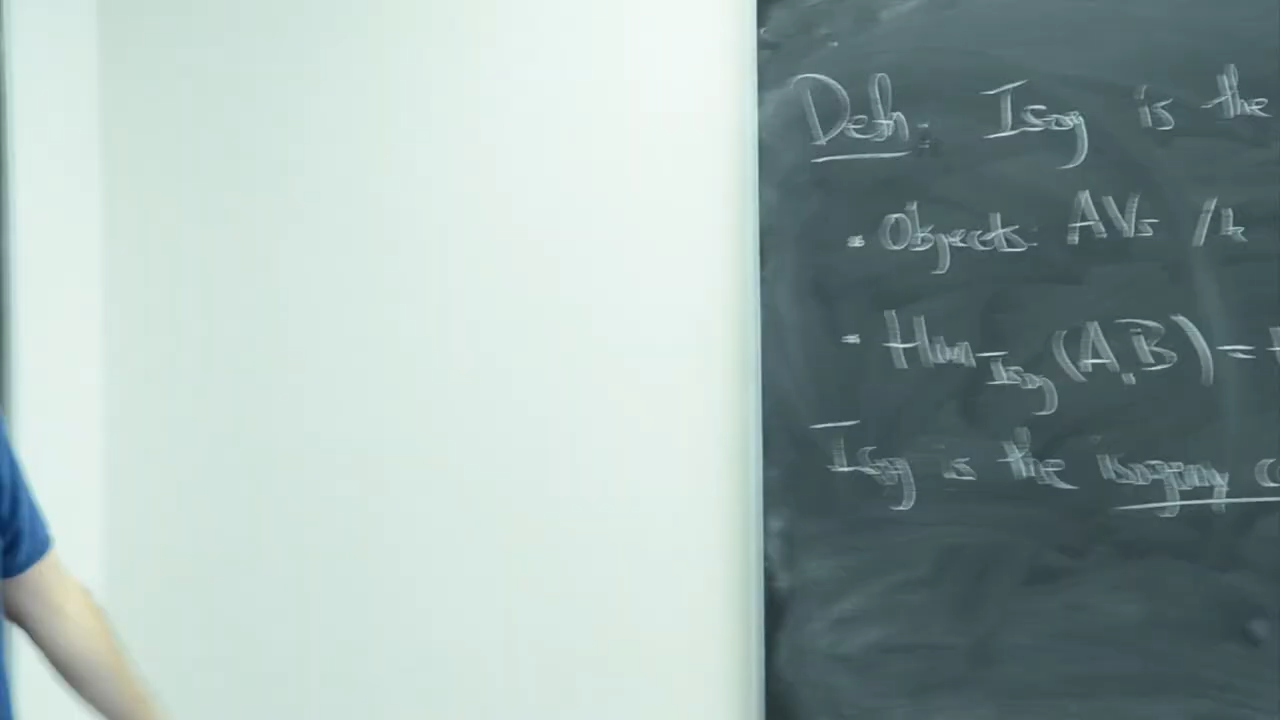 Defn: Isog is the
- Objects: AVs /k
- Hom_Isog (A, B) =
Isog is the isogeny